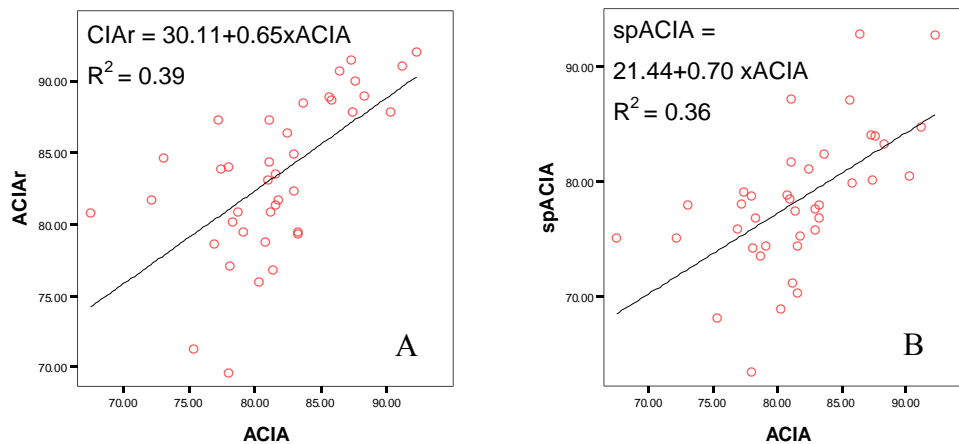 CIAr = 30.11+0.65xACIA
R² = 0.39
90.00
85.00
80.00
75.00
70.00
ACIAr
A
70.00 75.00 80.00 85.00 90.00
ACIA
spACIA =
21.44+0.70 xACIA
R² = 0.36
90.00
80.00
70.00
spACIA
B
70.00 75.00 80.00 85.00 90.00
ACIA